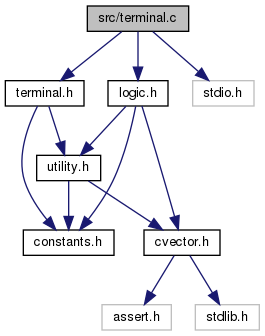 src/terminal.c
terminal.h
logic.h
stdio.h
utility.h
constants.h
cvector.h
assert.h
stdlib.h